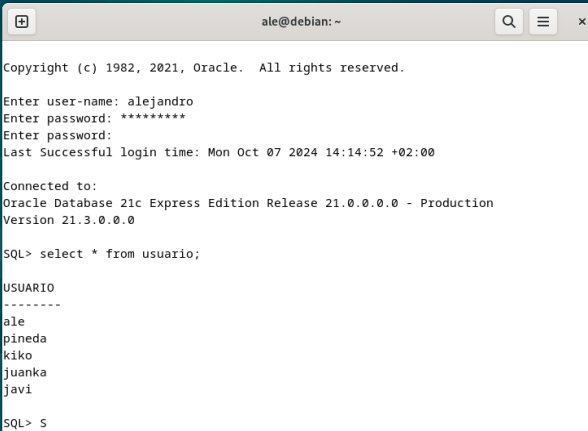 ale@debian: ~
Copyright (c) 1982, 2021, Oracle.  All rights reserved.
Enter user-name: alejandro
Enter password: *********
Enter password:
Last Successful login time: Mon Oct 07 2024 14:14:52 +02:00
Connected to:
Oracle Database 21c Express Edition Release 21.0.0.0.0 - Production
Version 21.3.0.0.0
SQL> select * from usuario;
USUARIO
--------
ale
pineda
kiko
juanka
javi
SQL> S